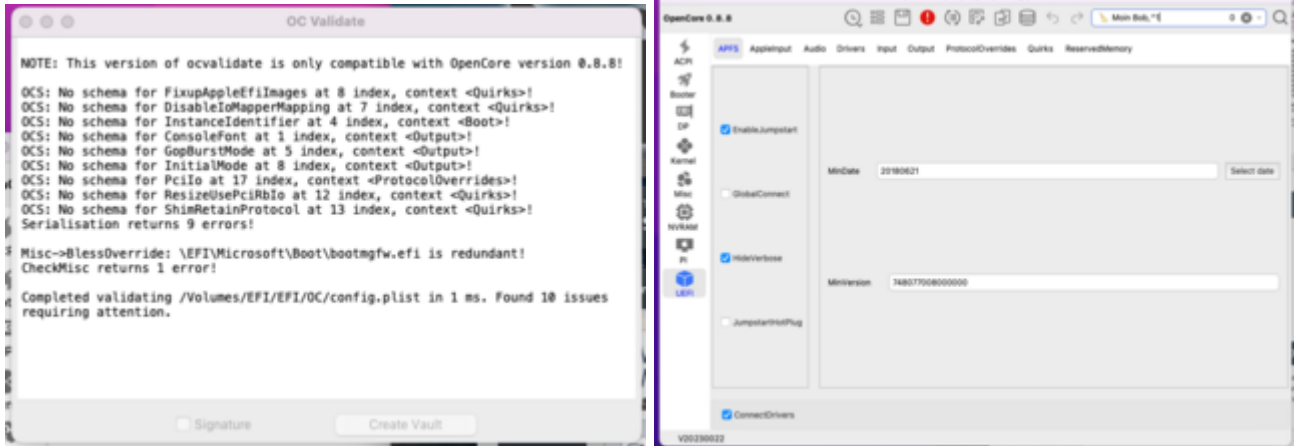 OC Validate
NOTE: This version of ocvalidate is only compatible with OpenCore version 0.8.8!
OCS: No schema for FixupAppleEfiImages at 8 index, context <Quirks>!
OCS: No schema for DisableIoMapperMapping at 7 index, context <Quirks>!
OCS: No schema for InstanceIdentifier at 4 index, context <Boot>!
OCS: No schema for ConsoleFont at 1 index, context <Output>!
OCS: No schema for GopBurstMode at 5 index, context <Output>!
OCS: No schema for InitialMode at 8 index, context <Output>!
OCS: No schema for PciIo at 17 index, context <ProtocolOverrides>!
OCS: No schema for ResizeUsePciRbIo at 12 index, context <Quirks>!
OCS: No schema for ShimRetainProtocol at 13 index, context <Quirks>!
Serialisation returns 9 errors!
Misc->BlessOverride: \EFI\Microsoft\Boot\bootmgfw.efi is redundant!
CheckMisc returns 1 error!
Completed validating /Volumes/EFI/EFI/OC/config.plist in 1 ms. Found 10 issues
requiring attention.
Signature
Create Vault
OpenCore 0.8.8
Moin Bob,^1
0
APFS AppleInput Audio Drivers Input Output ProtocolOverrides Quirks ReservedMemory
ACPI
Booter
DP
Kernel
Misc
NVRAM
PI
UEFI
EnableJumpstart
GlobalConnect
HideVerbose
JumpstartHotPlug
MinDate 20180621 Select date
MinVersion 748077008000000
ConnectDrivers
V20230022